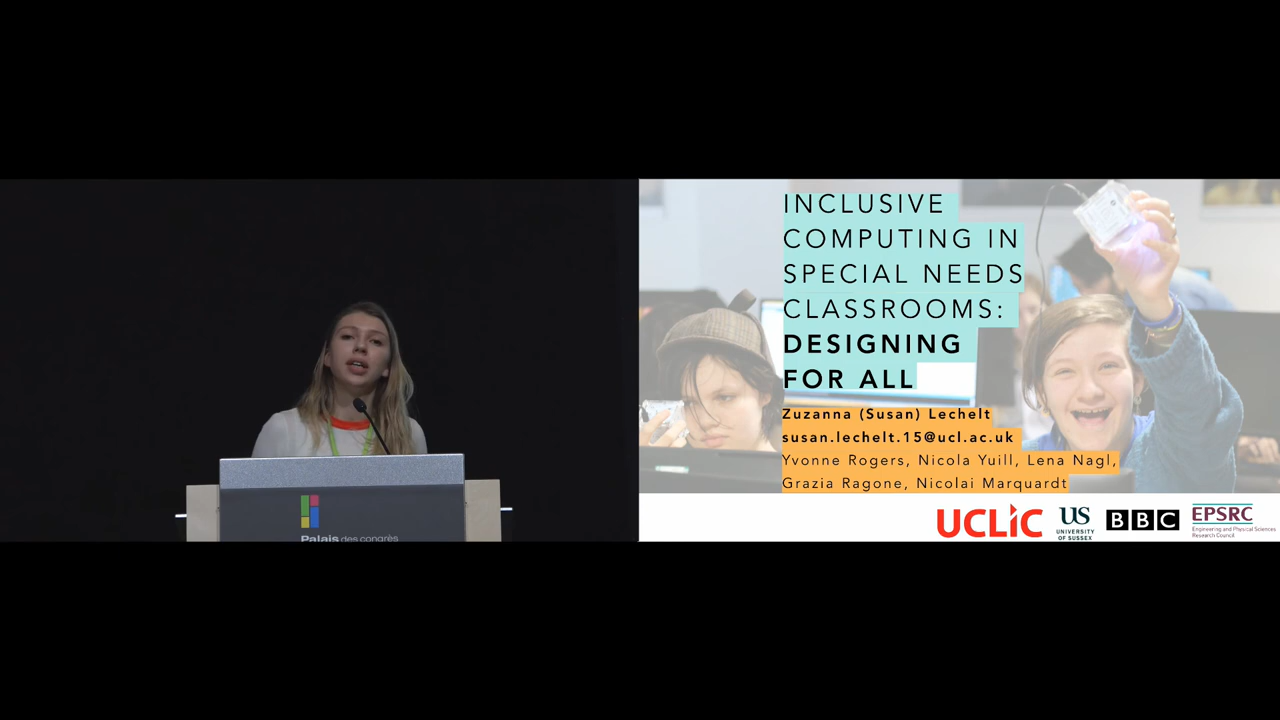 INCLUSIVE
COMPUTING IN
SPECIAL NEEDS
CLASSROOMS:
DESIGNING
FOR ALL
Zuzanna (Susan) Lechelt
susan.lechelt.15@ucl.ac.uk
Yvonne Rogers, Nicola Yuill, Lena Nagl,
Grazia Ragone, Nicolai Marquardt
UCLIC
US
UNIVERSITY
OF SUSSEX
BBC
EPSRC
Engineering and Physical Sciences
Research Council
Palais des congrès